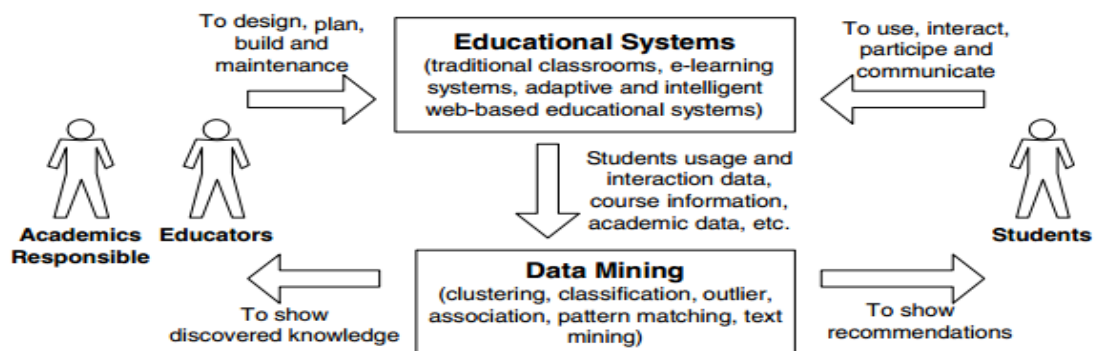 To design, plan,
build and
maintenance
Educational Systems
(traditional classrooms, e-learning
systems, adaptive and intelligent
web-based educational systems)
To use, interact,
participe and
communicate
Students usage and
interaction data,
course information,
academic data, etc.
Academics
Responsible
Educators
Students
Data Mining
(clustering, classification, outlier,
association, pattern matching, text
mining)
To show
discovered knowledge
To show
recommendations